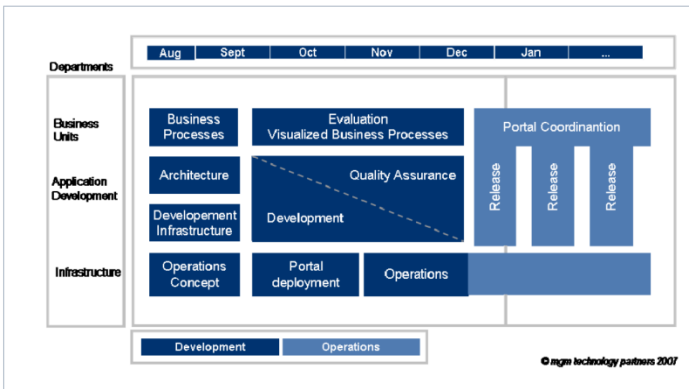 Aug Sept Oct Nov Dec Jan ...
Departments
Business
Units
Business
Processes
Evaluation
Visualized Business Processes
Portal Coordinantion
Application
Development
Architecture
Quality Assurance
Development
Developement
Infrastructure
Release
Release
Release
Infrastructure
Operations
Concept
Portal
deployment
Operations
Development
Operations
© mgm technology partners 2007